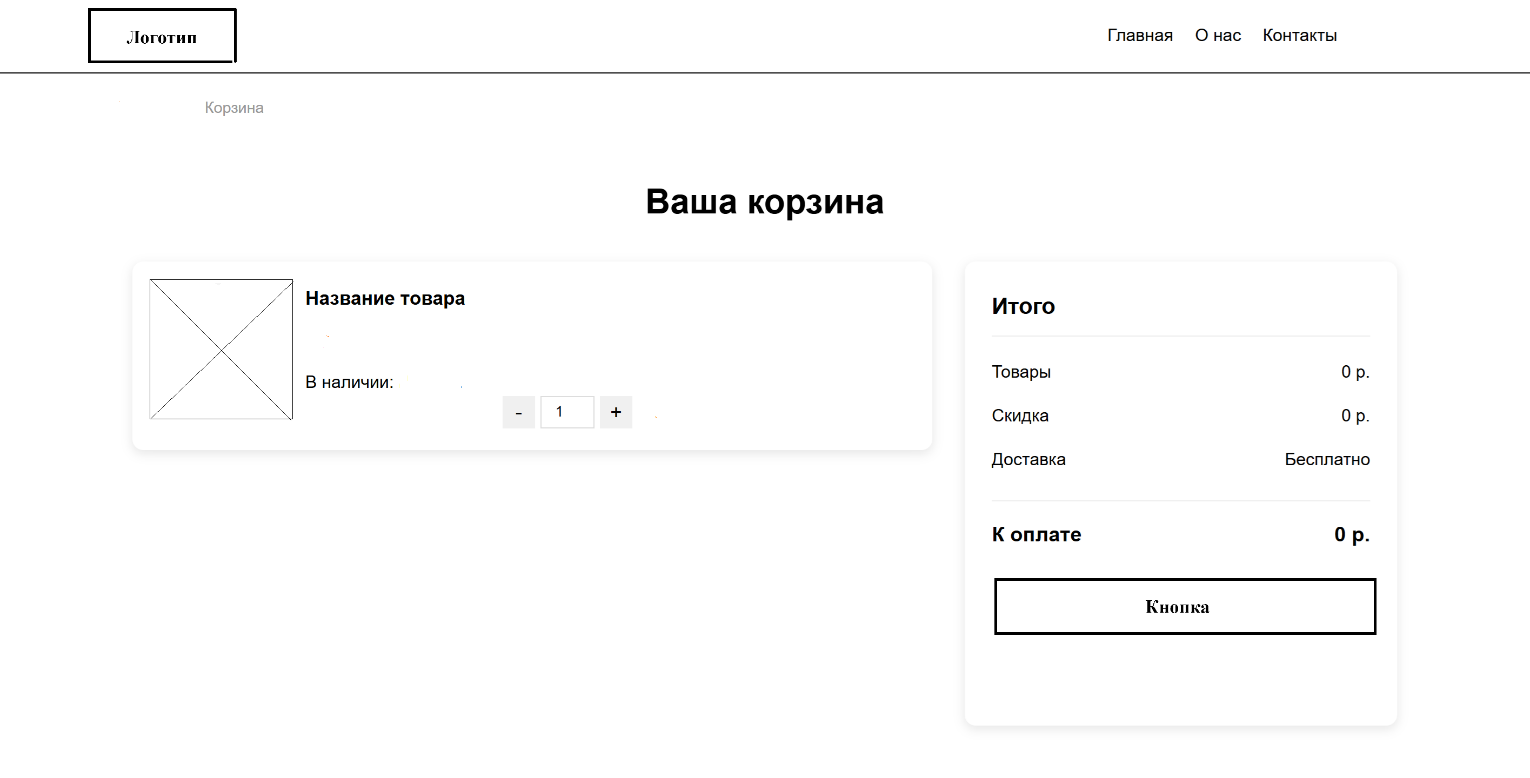 Логотип
Главная О нас Контакты
Корзина
Ваша корзина
Название товара
В наличии:
- 1 +
Итого
Товары 0 р.
Скидка 0 р.
Доставка Бесплатно
К оплате 0 р.
Кнопка